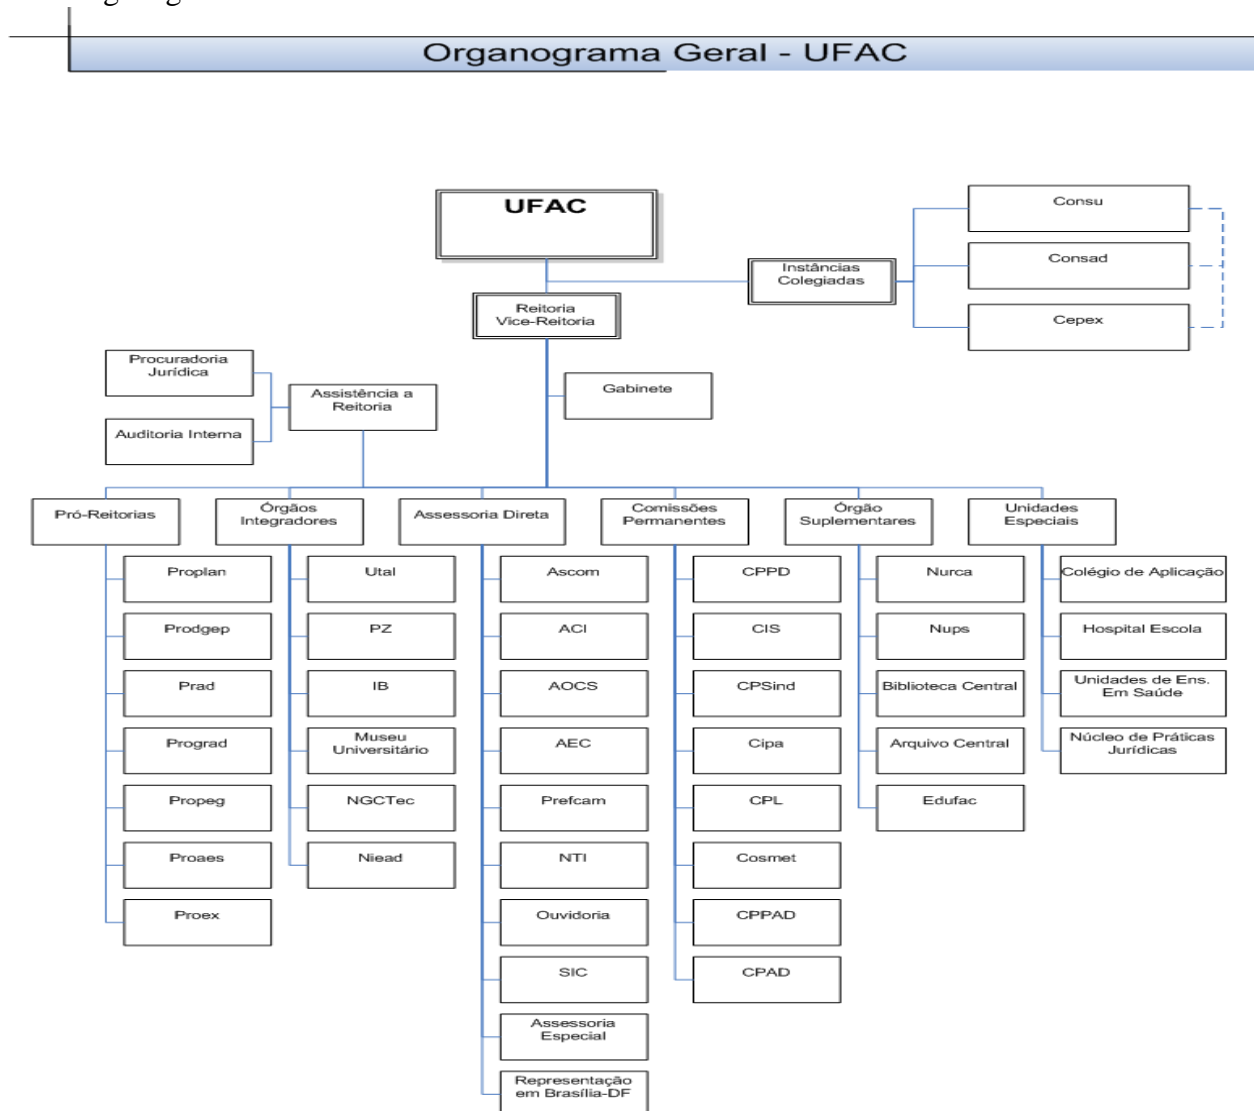 Organograma Geral - UFAC
UFAC
Consu
Instâncias
Colegiadas
Consad
Reitoria
Vice-Reitoria
Cepex
Procuradoria
Jurídica
Assistência a
Reitoria
Gabinete
Auditoria Interna
Pró-Reitorias
Órgãos
Integradores
Assessoria Direta
Comissões
Permanentes
Órgão
Suplementares
Unidades
Especiais
Proplan
Prodgep
Prad
Prograd
Propeg
Proaes
Proex
Utal
PZ
IB
Museu
Universitário
NGCTec
Niead
Ascom
ACI
AOCS
AEC
Prefcam
NTI
Ouvidoria
SIC
Assessoria
Especial
Representação
em Brasília-DF
CPPD
CIS
CPSind
Cipa
CPL
Cosmet
CPPAD
CPAD
Nurca
Nups
Biblioteca Central
Arquivo Central
Edufac
Colégio de Aplicação
Hospital Escola
Unidades de Ens.
Em Saúde
Núcleo de Práticas
Jurídicas